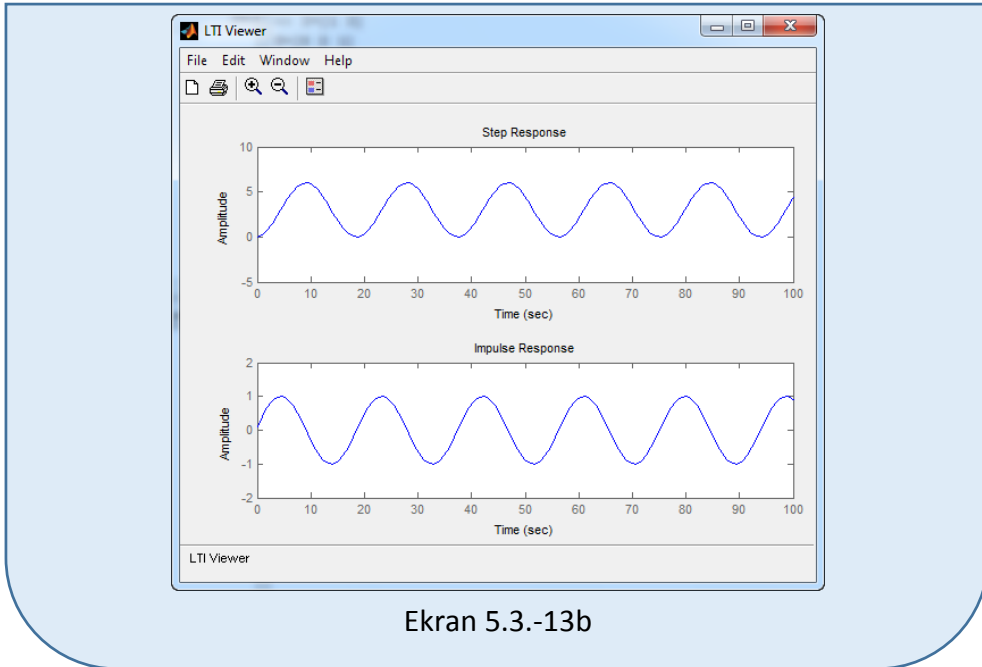 LTI Viewer
File Edit Window Help
Step Response
10
5
0
-5
Amplitude
0 10 20 30 40 50 60 70 80 90 100
Time (sec)
Impulse Response
2
1
0
-1
-2
Amplitude
0 10 20 30 40 50 60 70 80 90 100
Time (sec)
LTI Viewer
Ekran 5.3.-13b